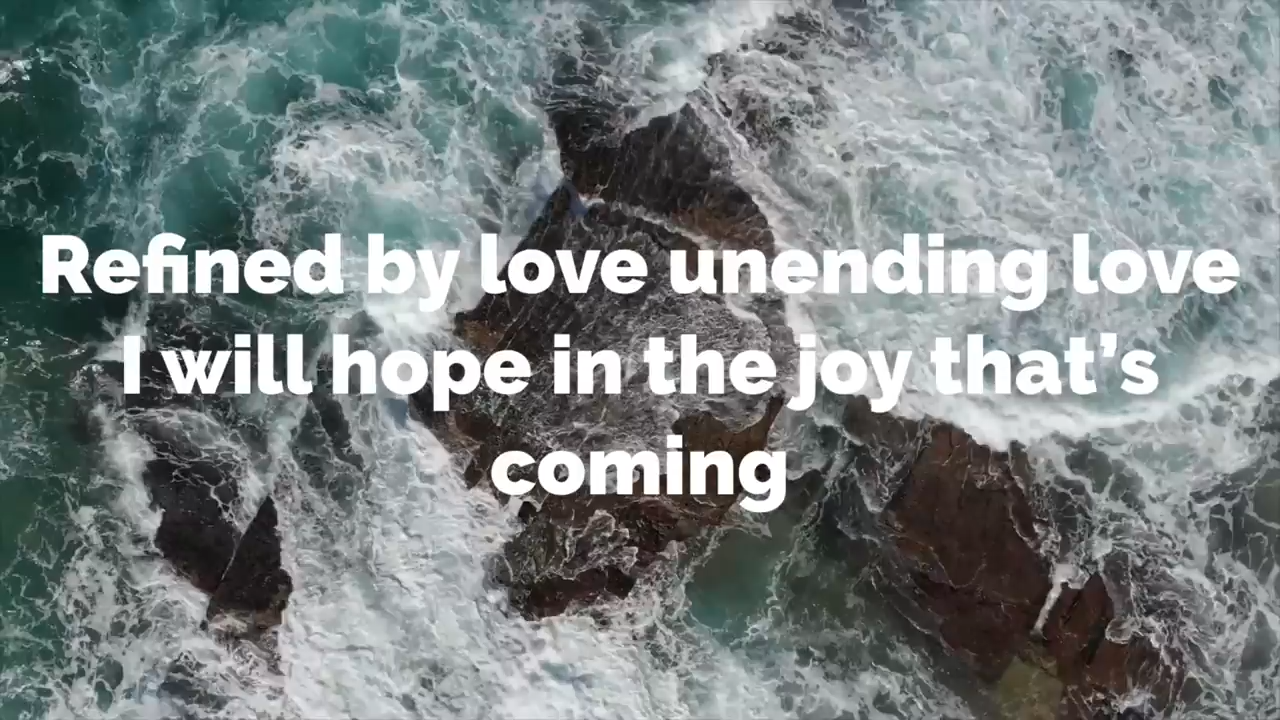 Refined by love unending love
I will hope in the joy that’s
coming